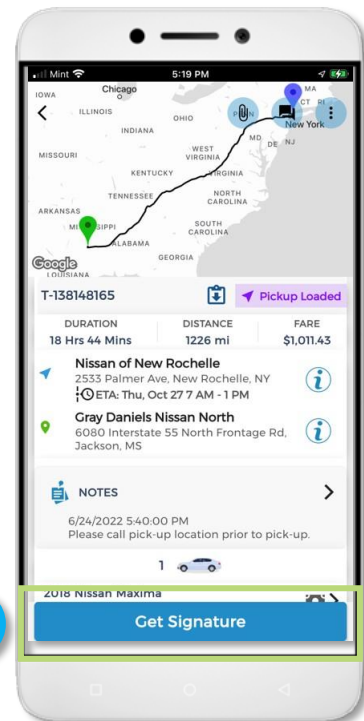 Mint 5:19 PM
IOWA
Chicago
MA
CT RI
ILLINOIS
OHIO
New York
INDIANA
MD DE NJ
MISSOURI
WEST VIRGINIA
KENTUCKY
VIRGINIA
TENNESSEE
NORTH CAROLINA
ARKANSAS
SOUTH CAROLINA
ALABAMA
GEORGIA
Google
LOUISIANA
T-138148165 Pickup Loaded
DURATION DISTANCE FARE
18 Hrs 44 Mins 1226 mi $1,011.43
Nissan of New Rochelle
2533 Palmer Ave, New Rochelle, NY
ETA: Thu, Oct 27 7 AM - 1 PM
Gray Daniels Nissan North
6080 Interstate 55 North Frontage Rd,
Jackson, MS
NOTES
6/24/2022 5:40:00 PM
Please call pick-up location prior to pick-up.
1
2018 Nissan Maxima
Get Signature